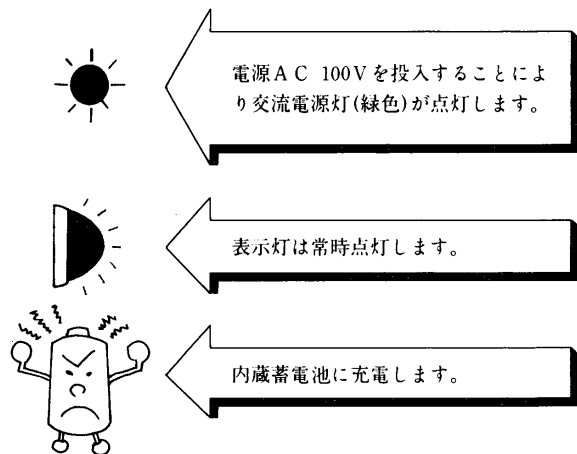 電源AC 100Vを投入することによ
り交流電源灯(緑色)が点灯します。
表示灯は常時点灯します。
内蔵蓄電池に充電します。